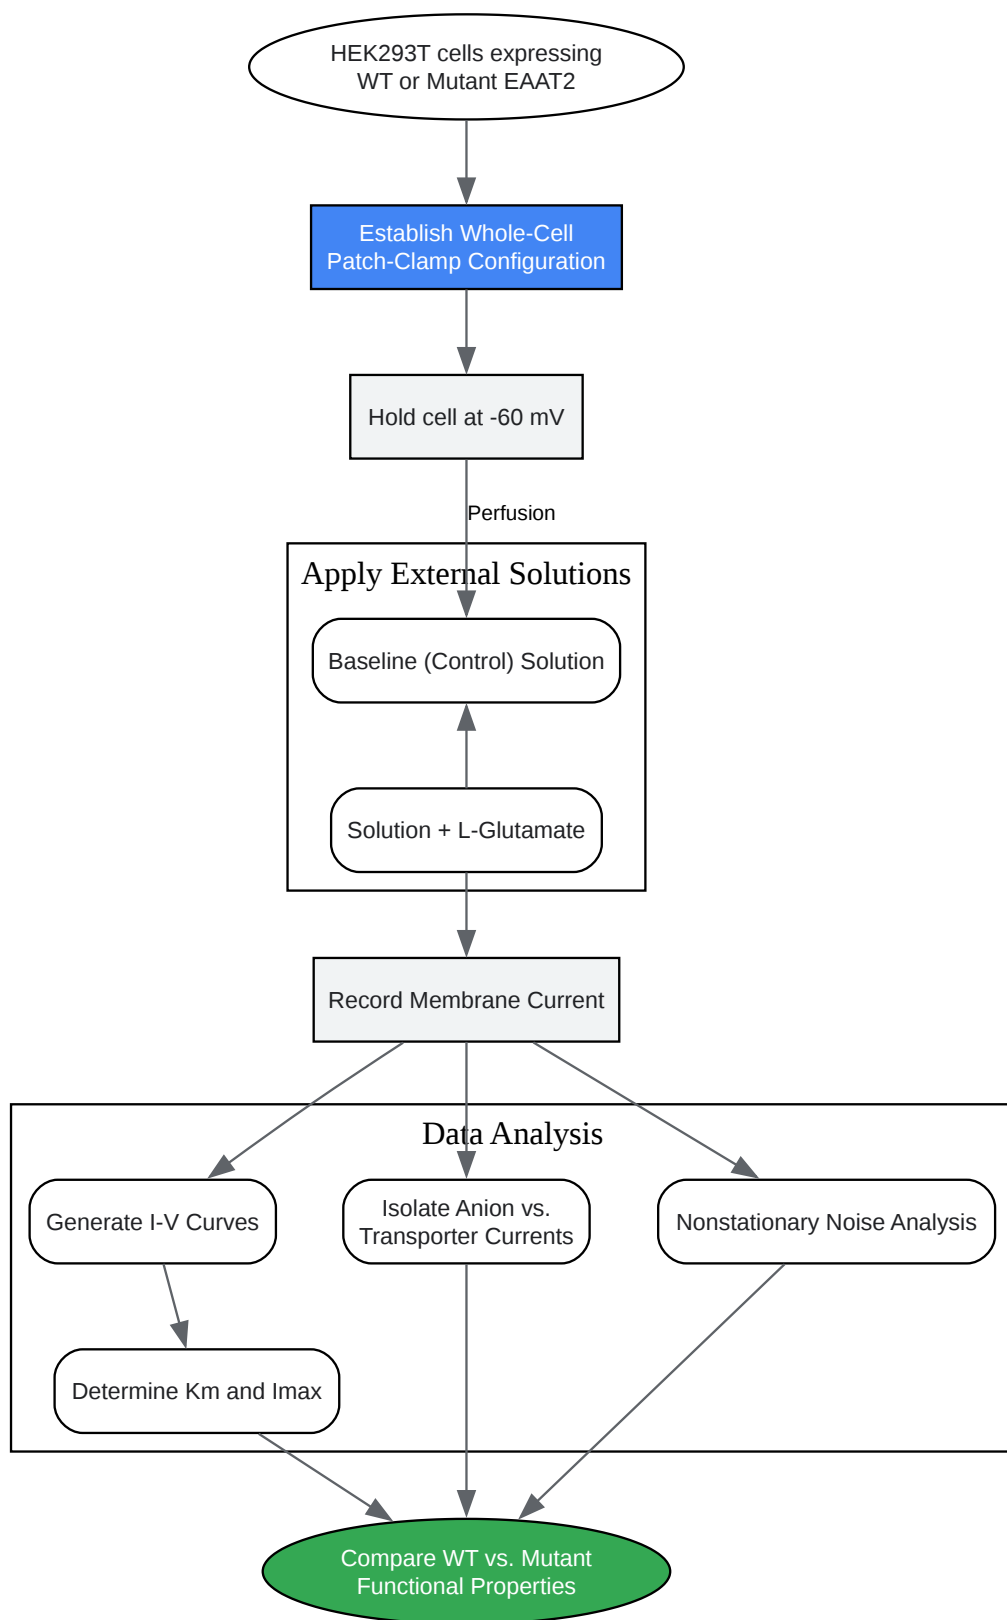 HEK293T cells expressing
WT or Mutant EAAT2
Establish Whole-Cell
Patch-Clamp Configuration
Hold cell at -60 mV
Perfusion
Apply External Solutions
Baseline (Control) Solution
Solution + L-Glutamate
Record Membrane Current
Data Analysis
Generate I-V Curves
Isolate Anion vs.
Transporter Currents
Nonstationary Noise Analysis
Determine Km and Imax
Compare WT vs. Mutant
Functional Properties